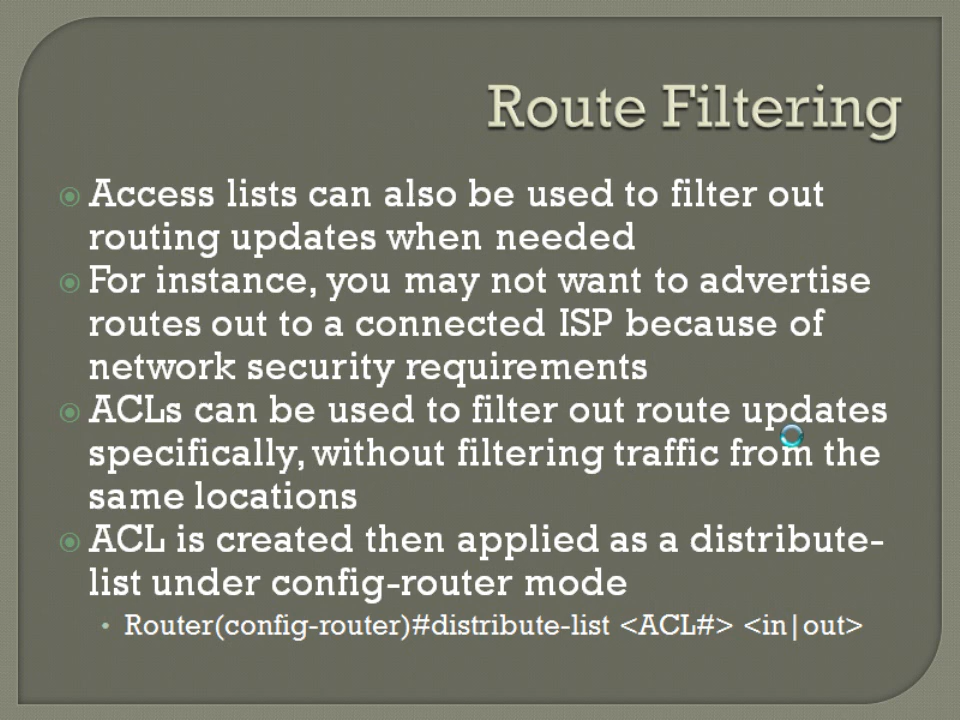 Route Filtering
Access lists can also be used to filter out
routing updates when needed
For instance, you may not want to advertise
routes out to a connected ISP because of
network security requirements
ACLs can be used to filter out route updates
specifically, without filtering traffic from the
same locations
ACL is created then applied as a distribute-
list under config-router mode
Router(config-router)#distribute-list <ACL#> <in|out>